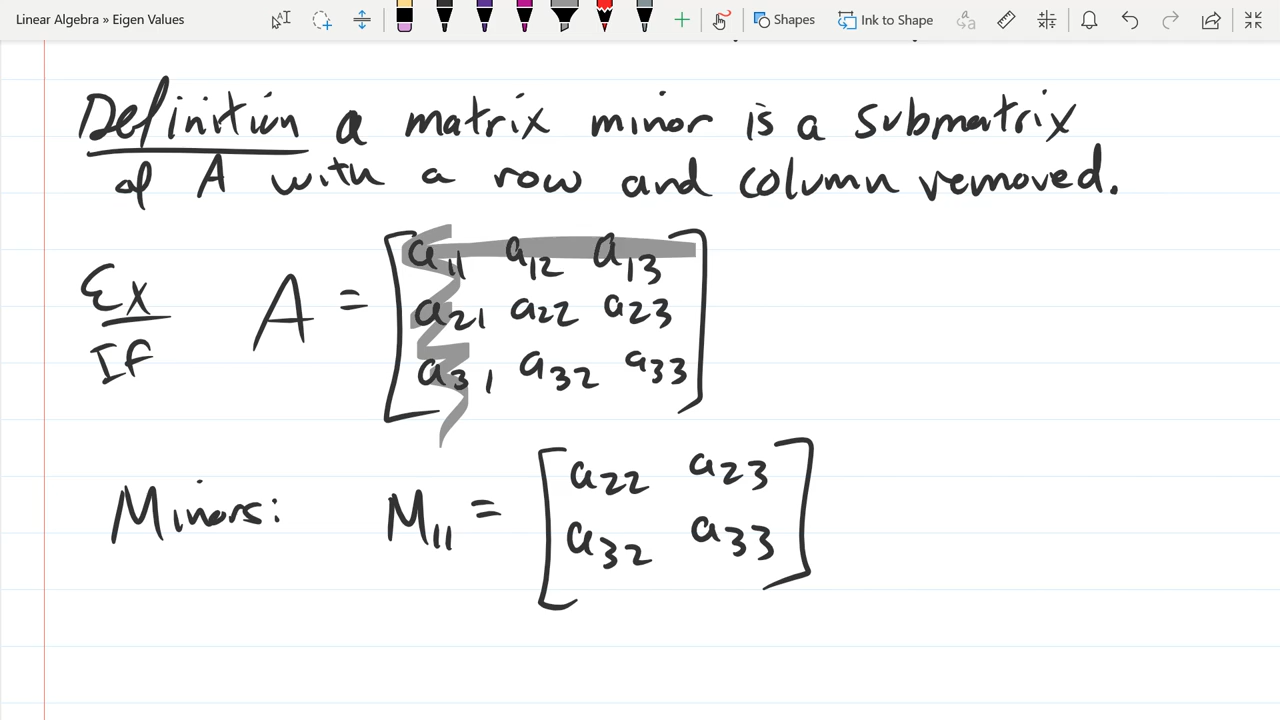 Linear Algebra » Eigen Values
Shapes
Ink to Shape
Definition a matrix minor is a submatrix
of A with a row and column removed.
Ex
If
A = [a11 a12 a13
a21 a22 a23
a31 a32 a33]
Minors: M11 = [a22 a23
a32 a33]